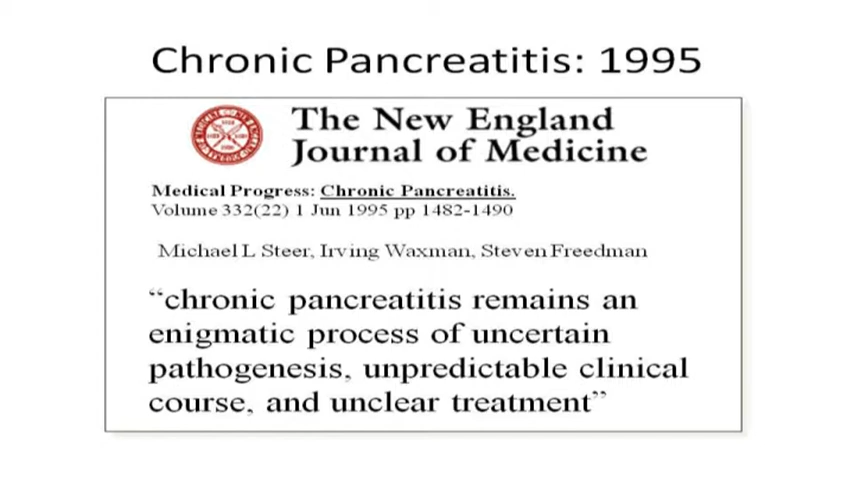 Chronic Pancreatitis: 1995
The New England
Journal of Medicine
Medical Progress: Chronic Pancreatitis.
Volume 332(22) 1 Jun 1995 pp 1482-1490
Michael L Steer, Irving Waxman, Steven Freedman
“chronic pancreatitis remains an
enigmatic process of uncertain
pathogenesis, unpredictable clinical
course, and unclear treatment”